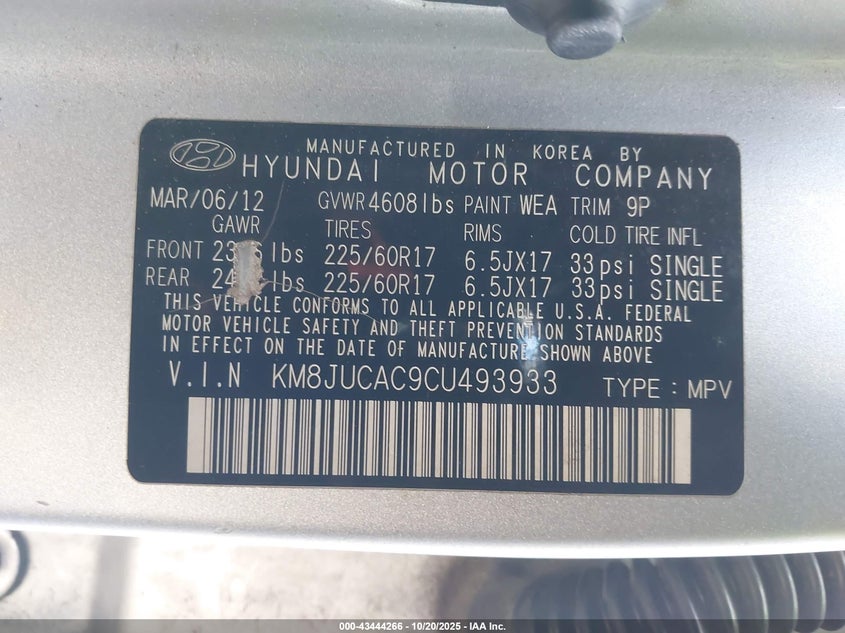 MANUFACTURED IN KOREA BY
HYUNDAI MOTOR COMPANY
MAR/06/12 GVWR 4608lbs PAINT WEA TRIM 9P
GAWR TIRES RIMS COLD TIRE INFL
FRONT lbs 225/60R17 6.5JX17 33psi SINGLE
REAR lbs 225/60R17 6.5JX17 33psi SINGLE
THIS VEHICLE CONFORMS TO ALL APPLICABLE U.S.A. FEDERAL
MOTOR VEHICLE SAFETY AND THEFT PREVENTION STANDARDS
IN EFFECT ON THE DATE OF MANUFACTURE SHOWN ABOVE
V.I.N KM8JUCAC9CU493933 TYPE : MPV
000-43444266 - 10/20/2025 - IAA Inc.